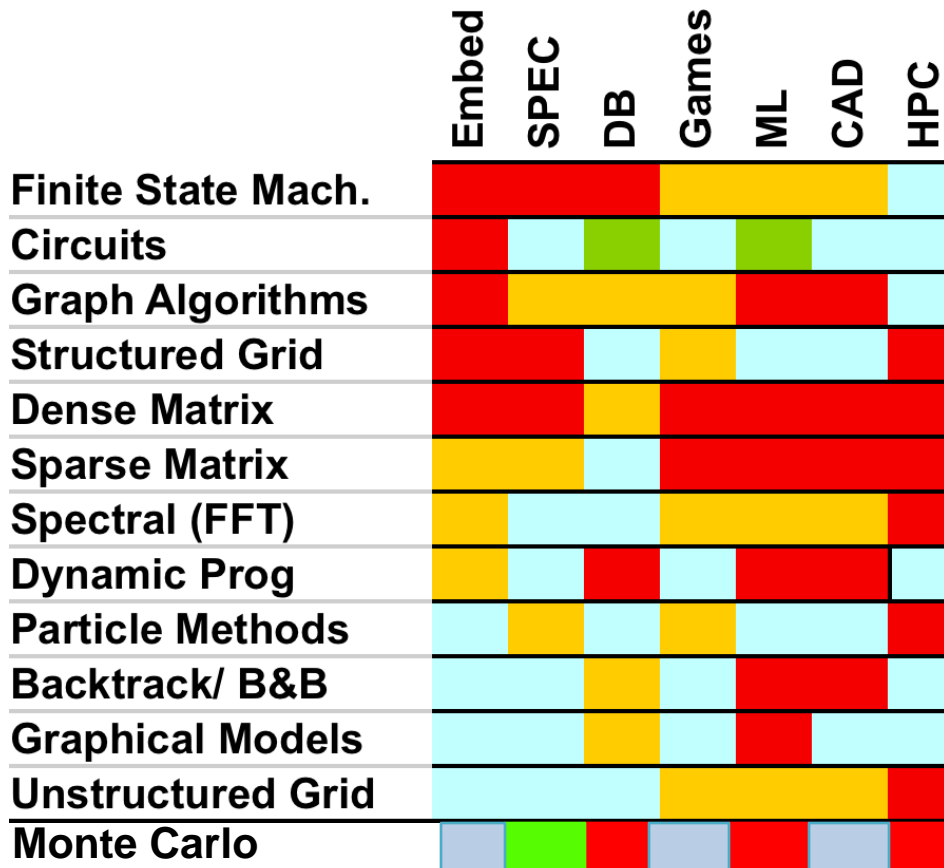 Embed SPEC DB Games ML CAD HPC
Finite State Mach.
Circuits
Graph Algorithms
Structured Grid
Dense Matrix
Sparse Matrix
Spectral (FFT)
Dynamic Prog
Particle Methods
Backtrack/ B&B
Graphical Models
Unstructured Grid
Monte Carlo